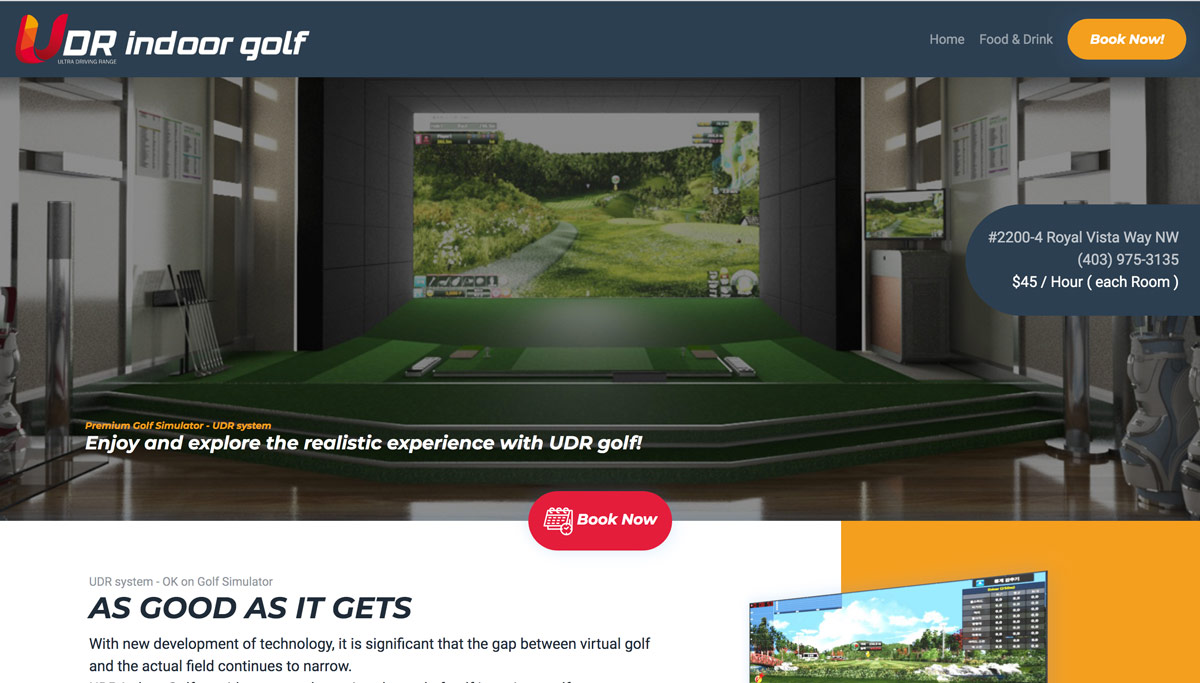 UDR indoor golf
ULTRA DRIVING RANGE
Home
Food & Drink
Book Now!
#2200-4 Royal Vista Way NW
(403) 975-3135
$45 / Hour ( each Room )
Premium Golf Simulator - UDR system
Enjoy and explore the realistic experience with UDR golf!
Book Now
UDR system - OK on Golf Simulator
AS GOOD AS IT GETS
With new development of technology, it is significant that the gap between virtual golf
and the actual field continues to narrow.